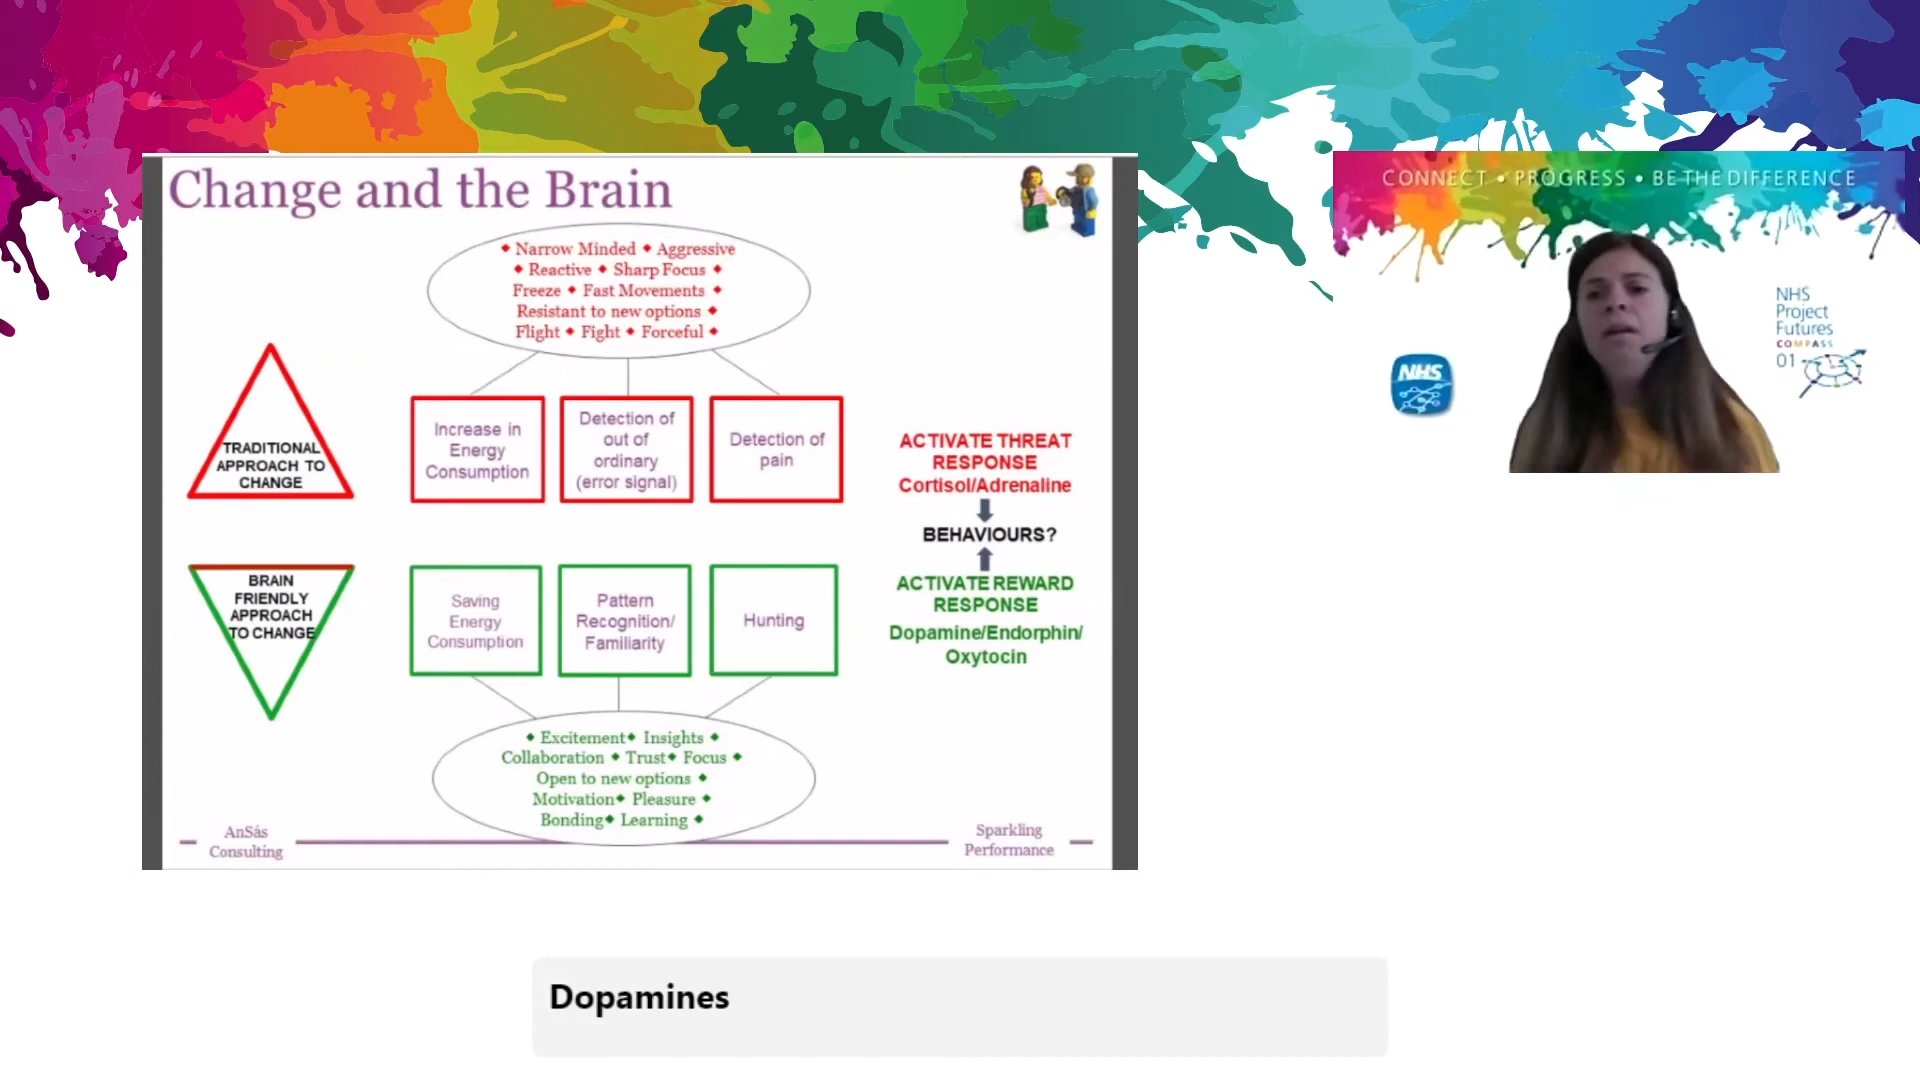 Change and the Brain
♦ Narrow Minded ♦ Aggressive
♦ Reactive ♦ Sharp Focus ♦
Freeze ♦ Fast Movements ♦
Resistant to new options ♦
Flight ♦ Fight ♦ Forceful ♦
TRADITIONAL
APPROACH TO
CHANGE
Increase in
Energy
Consumption
Detection of
out of
ordinary
(error signal)
Detection of
pain
ACTIVATE THREAT
RESPONSE
Cortisol/Adrenaline
BEHAVIOURS?
ACTIVATE REWARD
RESPONSE
Dopamine/Endorphin/
Oxytocin
BRAIN
FRIENDLY
APPROACH
TO CHANGE
Saving
Energy
Consumption
Pattern
Recognition/
Familiarity
Hunting
♦ Excitement♦ Insights ♦
Collaboration ♦ Trust♦ Focus ♦
Open to new options ♦
Motivation♦ Pleasure ♦
Bonding♦ Learning ♦
AnSás
Consulting
Sparkling
Performance
CONNECT • PROGRESS • BE THE DIFFERENCE
NHS
NHS
Project
Futures
COMPASS
01
Dopamines